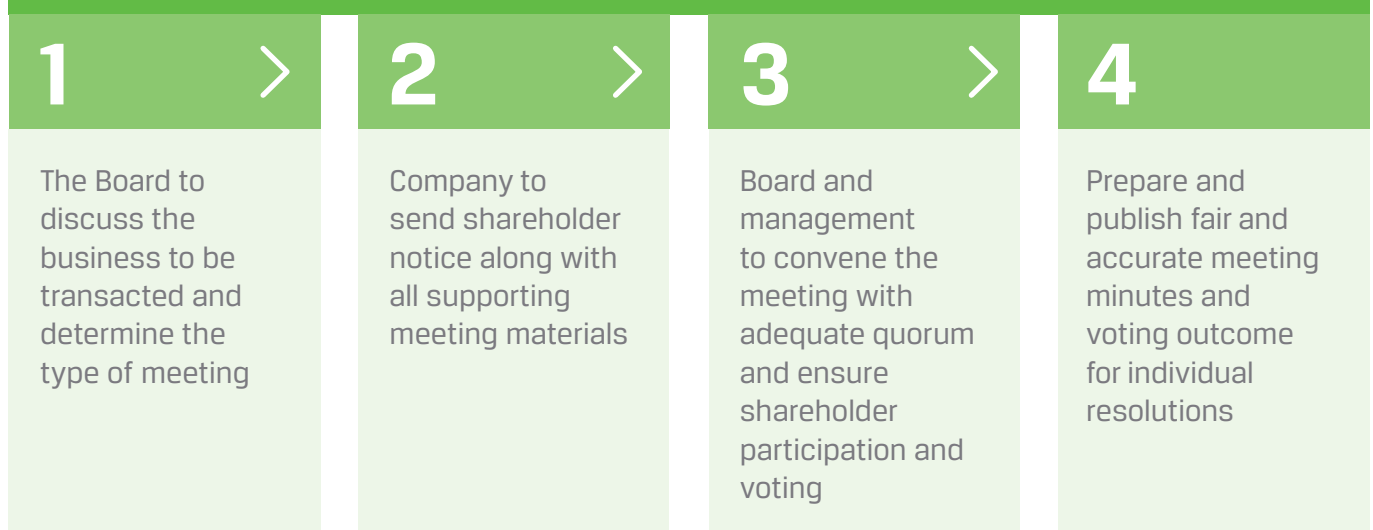 1
The Board to
discuss the
business to be
transacted and
determine the
type of meeting
2
Company to
send shareholder
notice along with
all supporting
meeting materials
3
Board and
management
to convene the
meeting with
adequate quorum
and ensure
shareholder
participation and
voting
4
Prepare and
publish fair and
accurate meeting
minutes and
voting outcome
for individual
resolutions